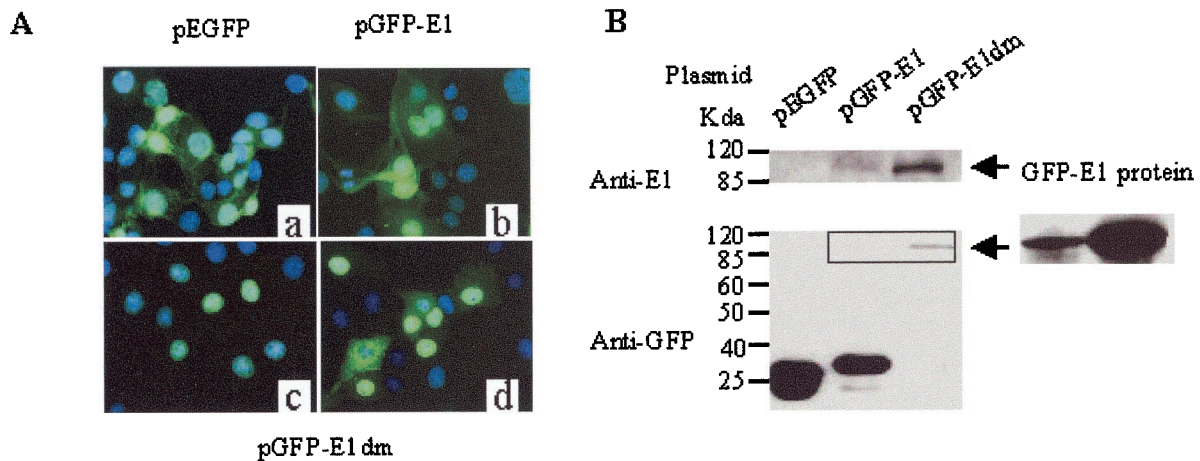 A
pEGFP
pGFP-E1
a
b
c
d
pGFP-E1dm
B
Plasmid
pEGFP
pGFP-E1
pGFP-E1dm
Kda
120
85
Anti-E1
GFP-E1 protein
120
85
60
50
40
25
Anti-GFP